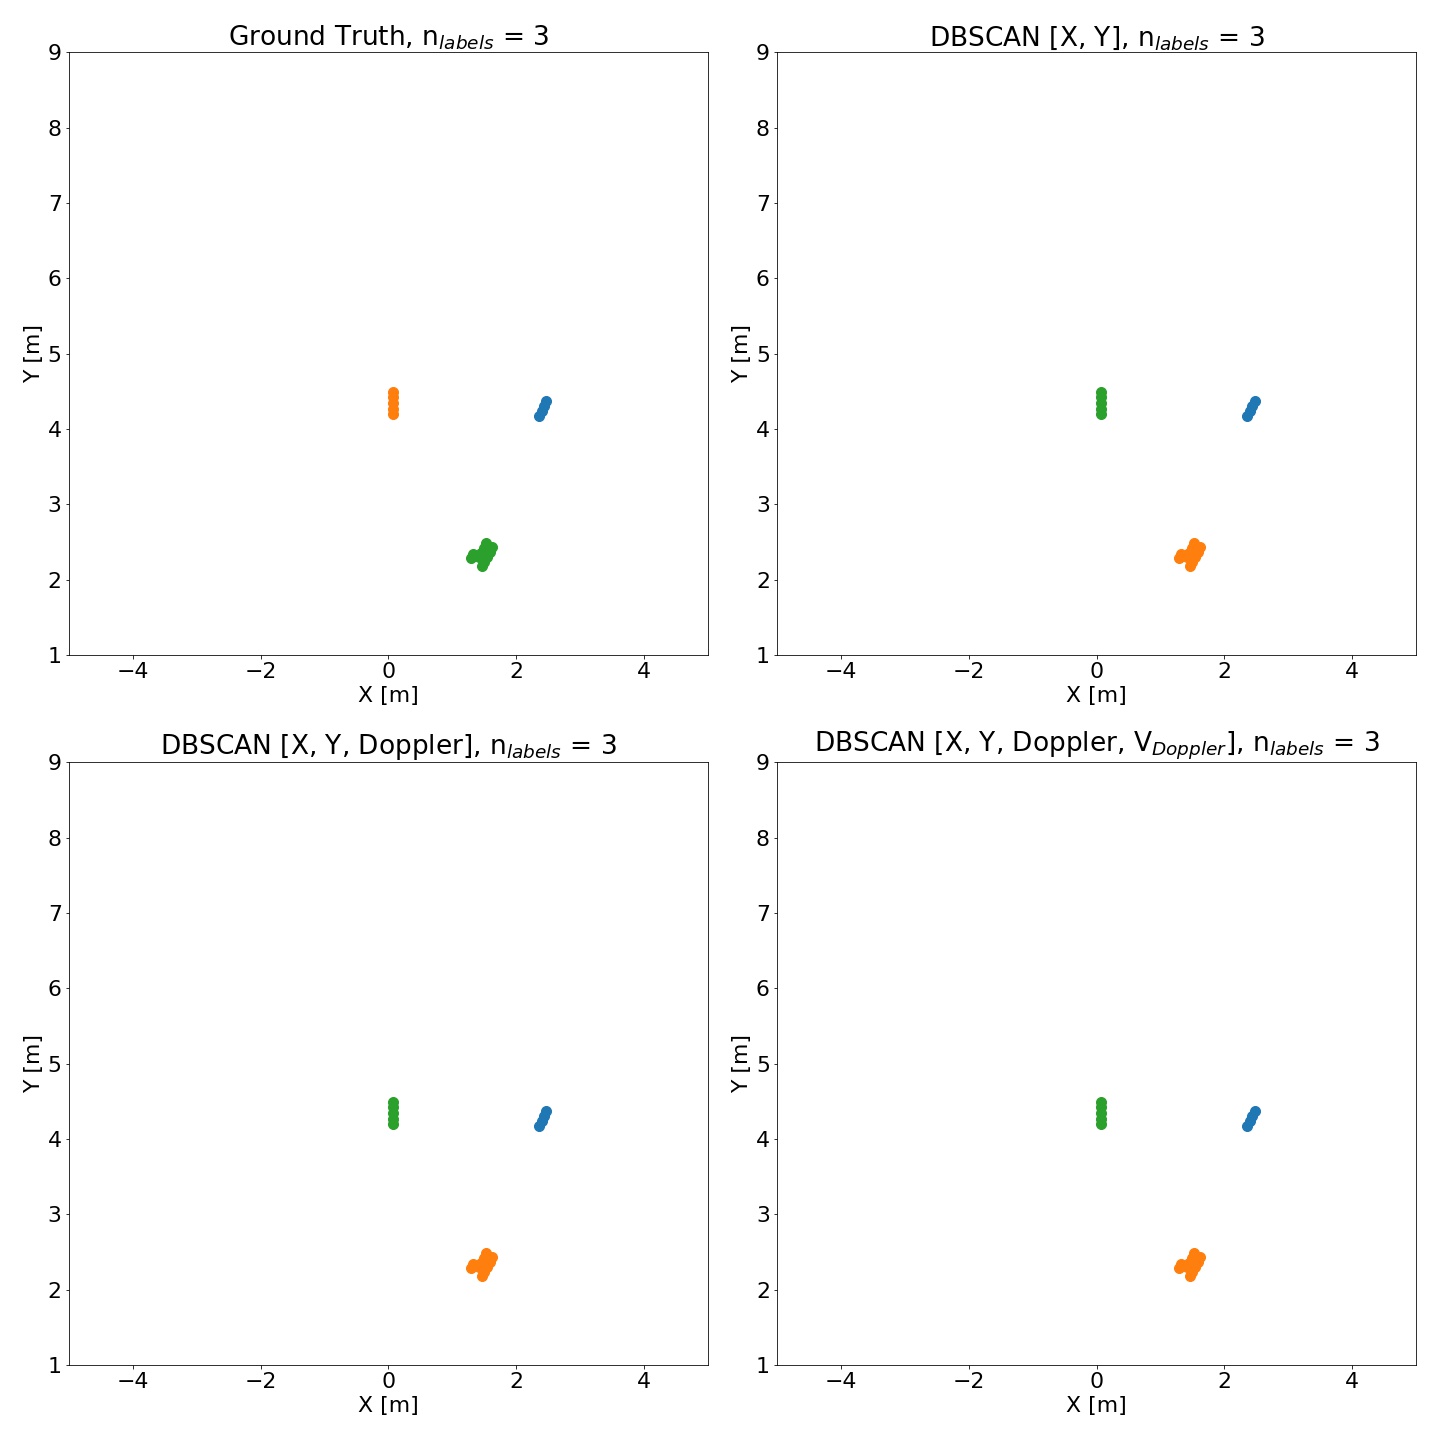 Ground Truth, n_labels = 3
9
8
7
6
5
4
3
2
1
Y [m]
−4 −2 0 2 4
X [m]
DBSCAN [X, Y], n_labels = 3
9
8
7
6
5
4
3
2
1
Y [m]
−4 −2 0 2 4
X [m]
DBSCAN [X, Y, Doppler], n_labels = 3
9
8
7
6
5
4
3
2
1
Y [m]
−4 −2 0 2 4
X [m]
DBSCAN [X, Y, Doppler, V_Doppler], n_labels = 3
9
8
7
6
5
4
3
2
1
Y [m]
−4 −2 0 2 4
X [m]